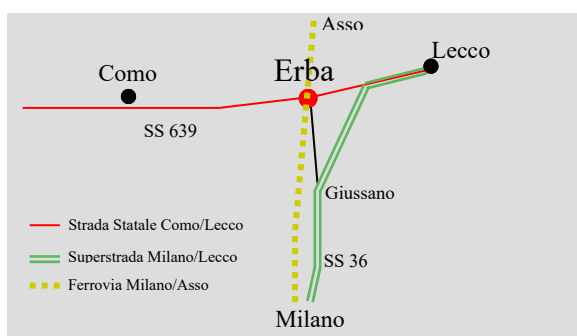 Asso
Lecco
Como
Erba
SS 639
Giussano
Strada Statale Como/Lecco
Superstrada Milano/Lecco
SS 36
Ferrovia Milano/Asso
Milano